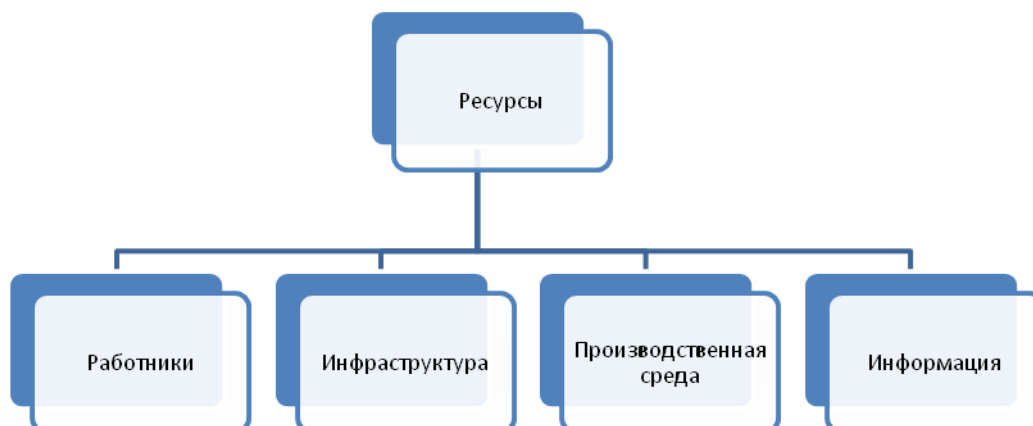 Ресурсы
Работники
Инфраструктура
Производственная
среда
Информация